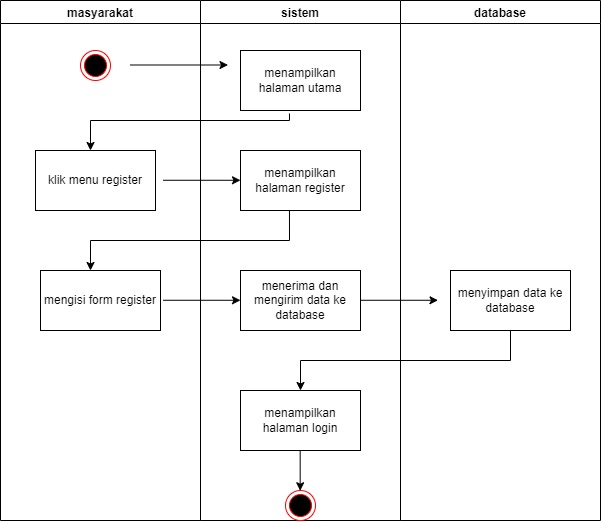 masyarakat
sistem
database
menampilkan
halaman utama
klik menu register
menampilkan
halaman register
mengisi form register
menerima dan
mengirim data ke
database
menyimpan data ke
database
menampilkan
halaman login